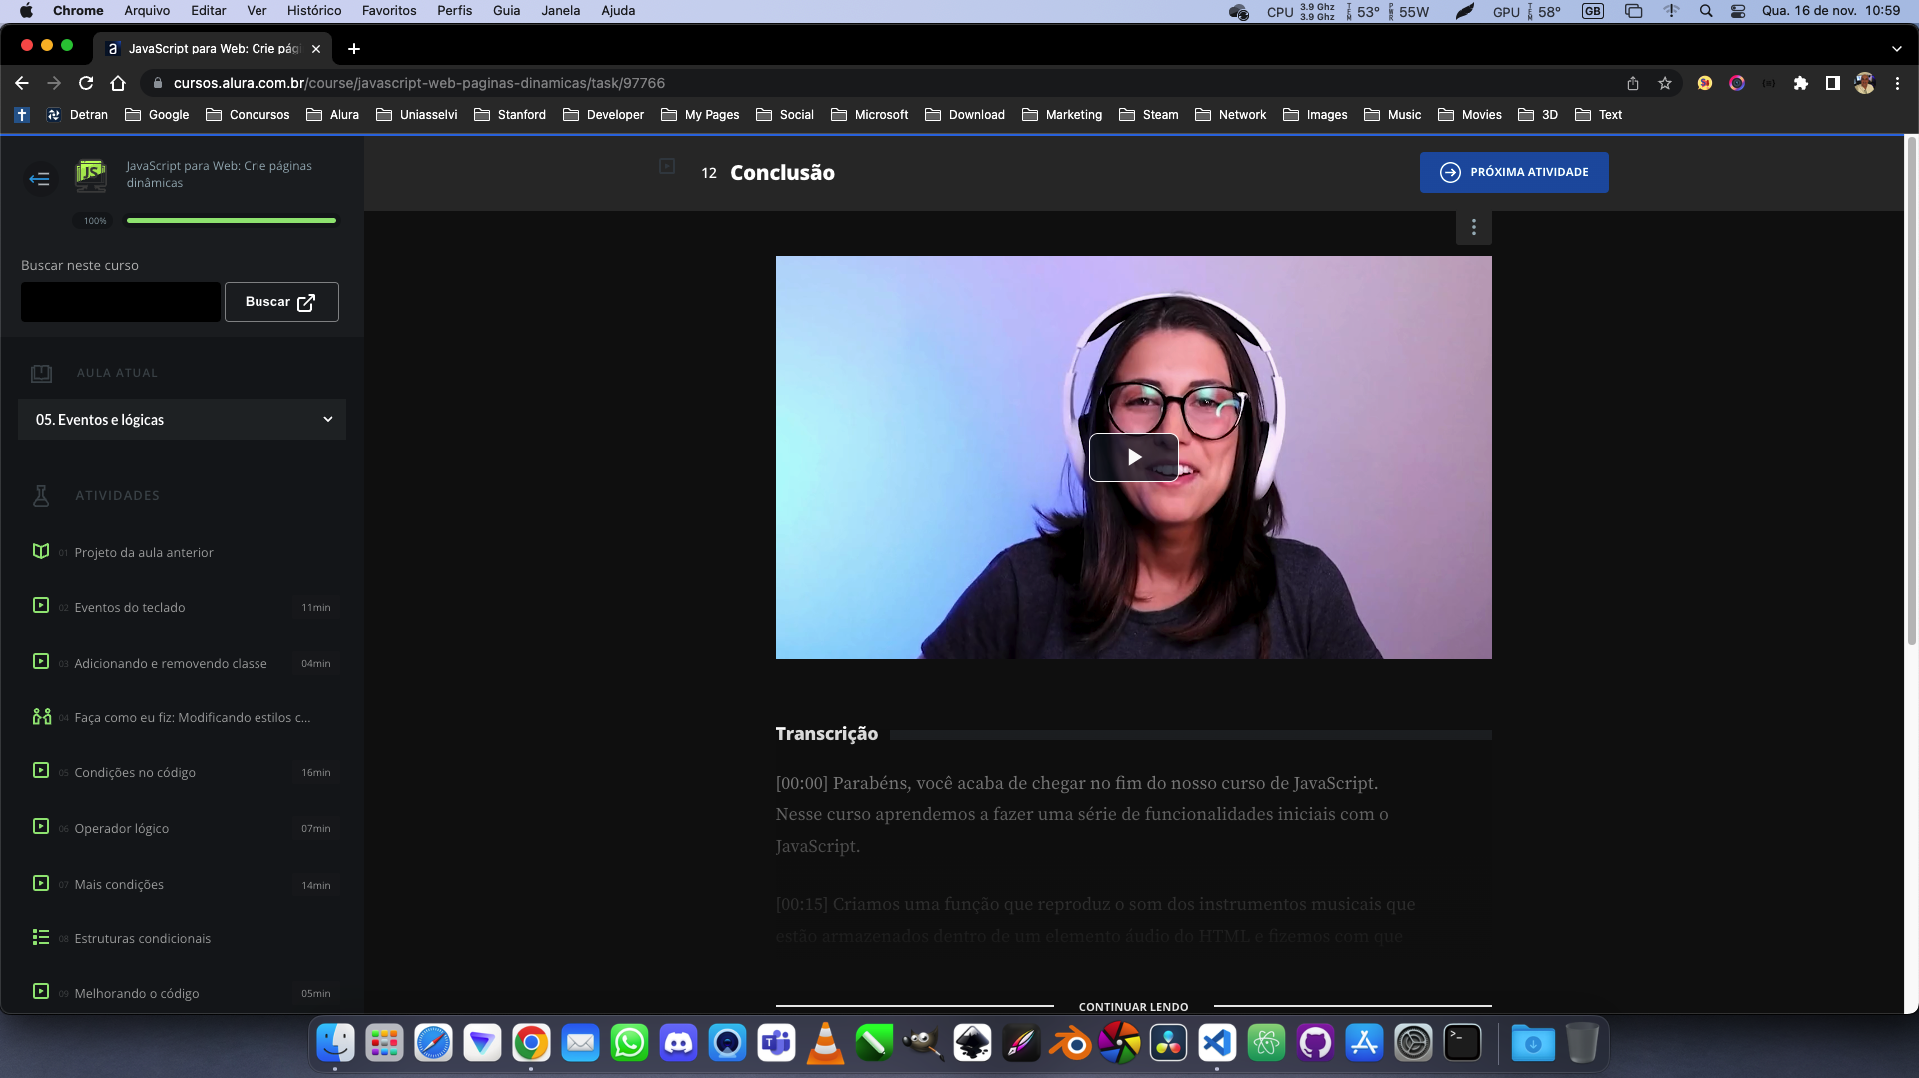 Chrome Arquivo Editar Ver Histórico Favoritos Perfis Guia Janela Ajuda
CPU 3.9 Ghz 3.9 Ghz TEM 53° PWR 55W GPU TEM 58° GB Qua. 16 de nov. 10:59
a JavaScript para Web: Crie pági
cursos.alura.com.br/course/javascript-web-paginas-dinamicas/task/97766
Detran Google Concursos Alura Uniasselvi Stanford Developer My Pages Social Microsoft Download Marketing Steam Network Images Music Movies 3D Text
JS
JavaScript para Web: Crie páginas
dinâmicas
100%
12 Conclusão
PRÓXIMA ATIVIDADE
Buscar neste curso
Buscar
AULA ATUAL
05. Eventos e lógicas
ATIVIDADES
01 Projeto da aula anterior
02 Eventos do teclado 11min
03 Adicionando e removendo classe 04min
04 Faça como eu fiz: Modificando estilos c...
05 Condições no código 16min
06 Operador lógico 07min
07 Mais condições 14min
08 Estruturas condicionais
09 Melhorando o código 05min
Transcrição
[00:00] Parabéns, você acaba de chegar no fim do nosso curso de JavaScript.
Nesse curso aprendemos a fazer uma série de funcionalidades iniciais com o
JavaScript.
[00:15] Criamos uma função que reproduz o som dos instrumentos musicais que
estão armazenados dentro de um elemento áudio do HTML e fizemos com que
CONTINUAR LENDO